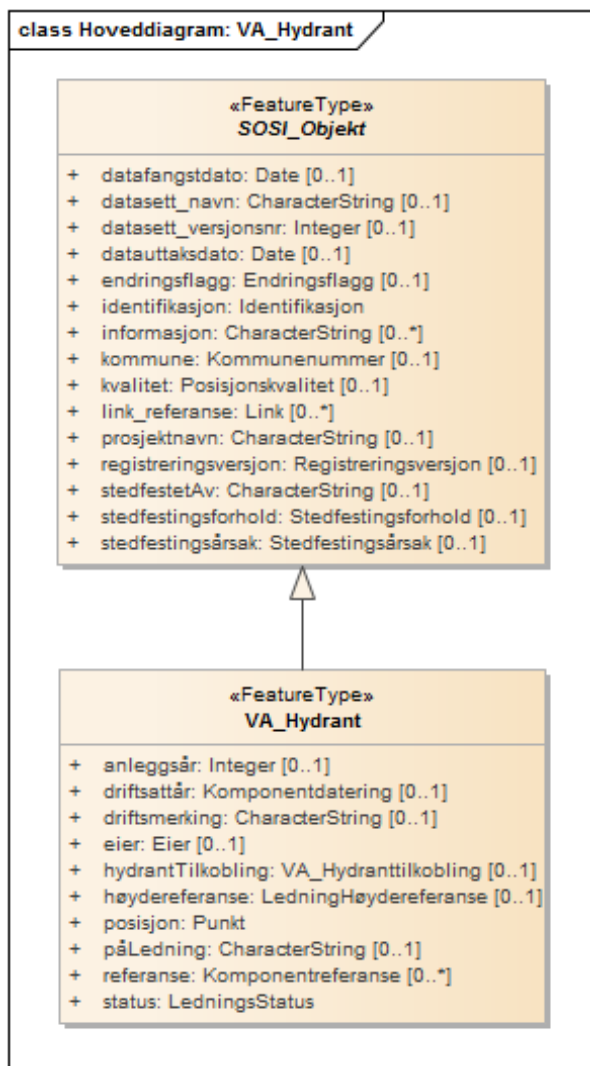 class Hoveddiagram: VA_Hydrant
«FeatureType»
SOSI_Objekt
+ datafangstdato: Date [0..1]
+ datasett_navn: CharacterString [0..1]
+ datasett_versjonsnr: Integer [0..1]
+ datauttaksdato: Date [0..1]
+ endringsflagg: Endringsflagg [0..1]
+ identifikasjon: Identifikasjon
+ informasjon: CharacterString [0..*]
+ kommune: Kommunenummer [0..1]
+ kvalitet: Posisjonskvalitet [0..1]
+ link_referanse: Link [0..*]
+ prosjektnavn: CharacterString [0..1]
+ registreringsversjon: Registreringsversjon [0..1]
+ stedfestetAv: CharacterString [0..1]
+ stedfestingsforhold: Stedfestingsforhold [0..1]
+ stedfestingsårsak: Stedfestingsårsak [0..1]
«FeatureType»
VA_Hydrant
+ anleggsår: Integer [0..1]
+ driftsattår: Komponentdatering [0..1]
+ driftsmerking: CharacterString [0..1]
+ eier: Eier [0..1]
+ hydrantTilkobling: VA_Hydranttilkobling [0..1]
+ høydereferanse: LedningHøydereferanse [0..1]
+ posisjon: Punkt
+ påLedning: CharacterString [0..1]
+ referanse: Komponentreferanse [0..*]
+ status: LedningsStatus